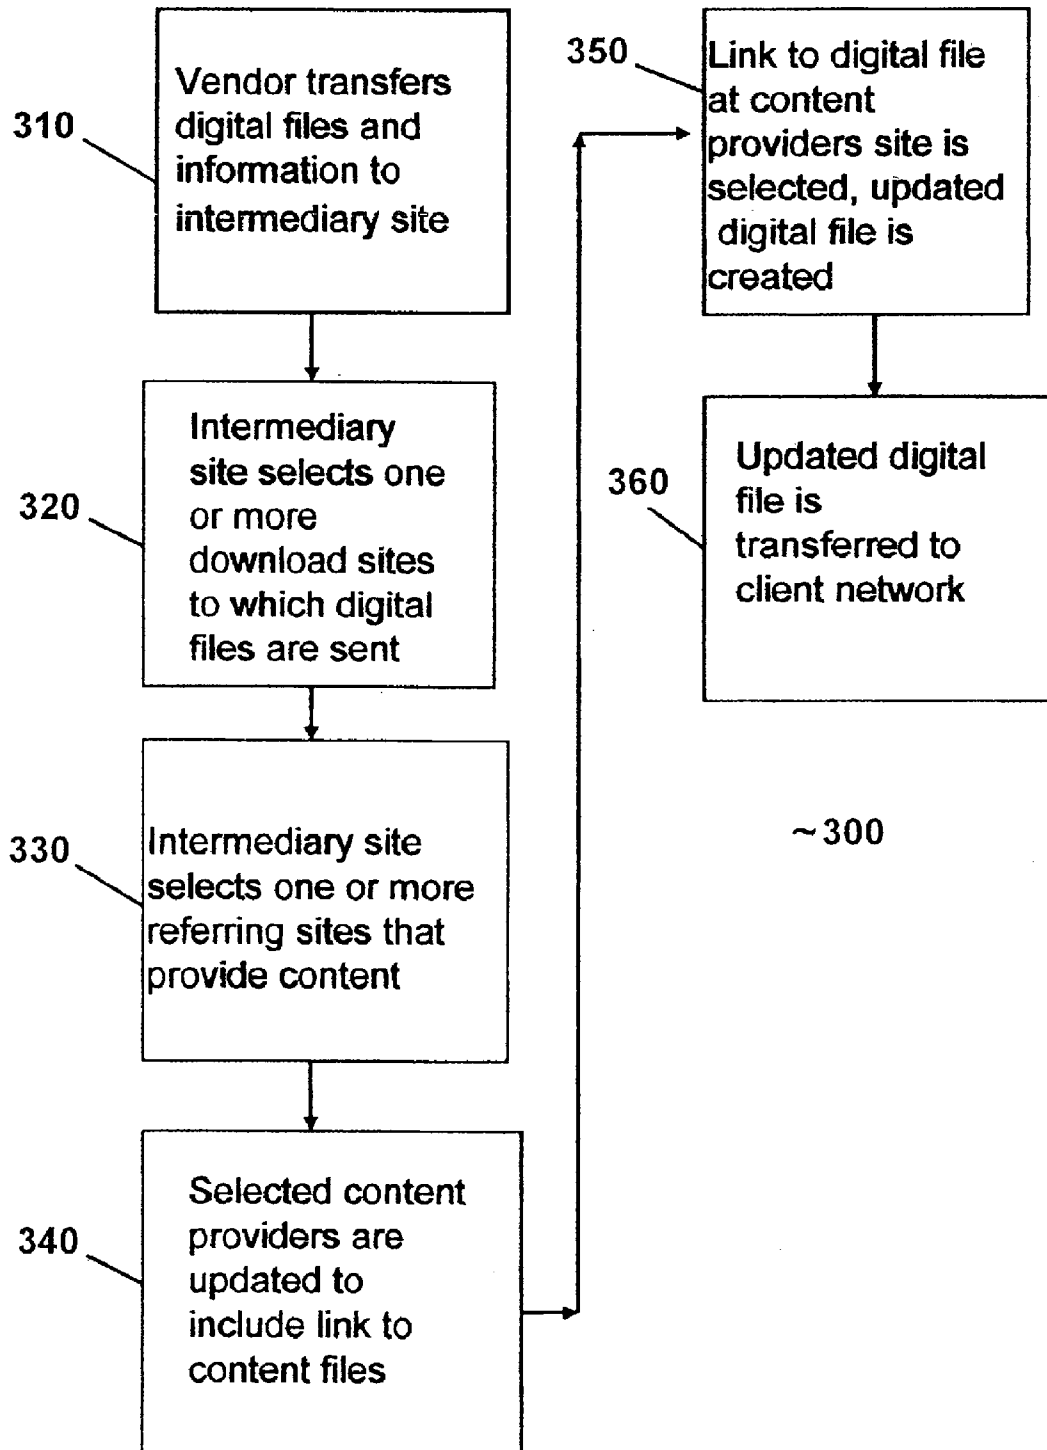 310
Vendor transfers
digital files and
information to
intermediary site
320
Intermediary
site selects one
or more
download sites
to which digital
files are sent
330
Intermediary site
selects one or more
referring sites that
provide content
340
Selected content
providers are
updated to
include link to
content files
350
Link to digital file
at content
providers site is
selected, updated
digital file is
created
360
Updated digital
file is
transferred to
client network
~300